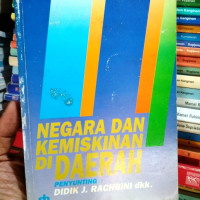 NEGARA DAN
KEMISKINAN
DI DAERAH
PENYUNTING
DIDIK J. RACHBINI dkk.